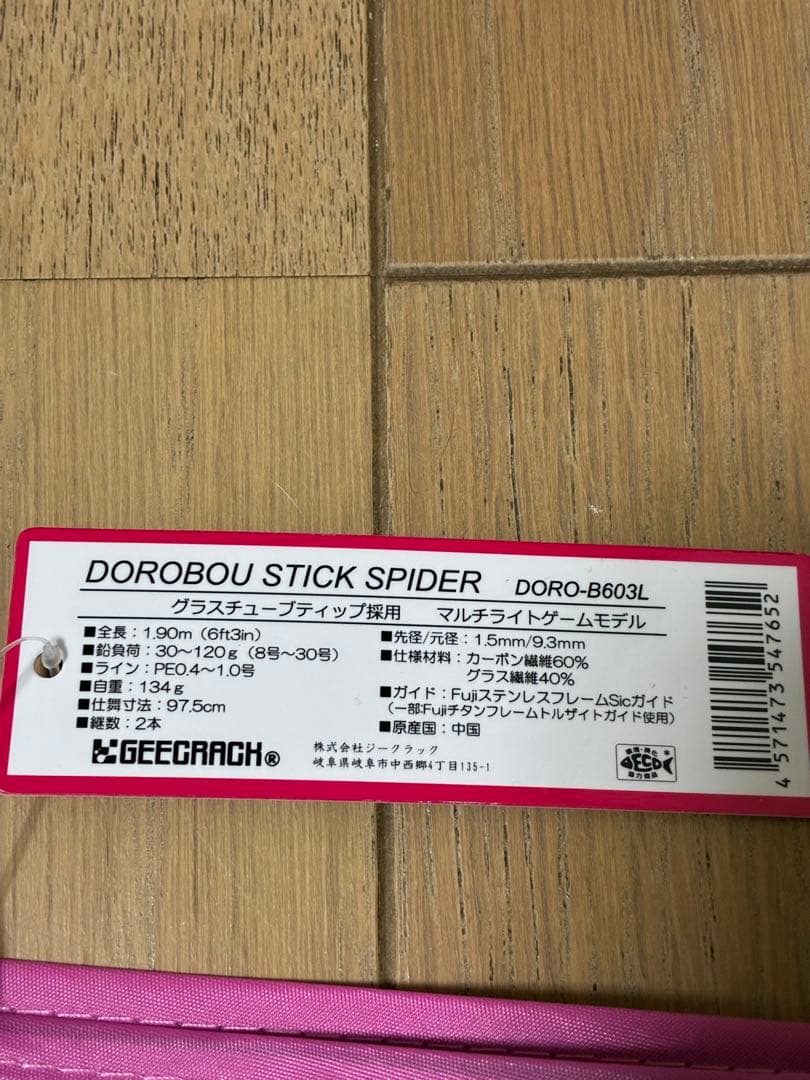 DOROBOU STICK SPIDER DORO-B603L
グラスチューブティップ採用 マルチライトゲームモデル
■全長：1.90m（6ft3in）
■鉛負荷：30～120g（8号～30号）
■ライン：PE0.4～1.0号
■自重：134g
■仕舞寸法：97.5cm
■継数：2本
■先径/元径：1.5mm/9.3mm
■仕様材料：カーボン繊維60%
グラス繊維40%
■ガイド：FujiステンレスフレームSicガイド
（一部Fujiチタンフレームトルザイトガイド使用）
■原産国：中国
GEECRACK®
株式会社ジークラック
岐阜県岐阜市中西郷4丁目135-1
ECO
4 571473 547652